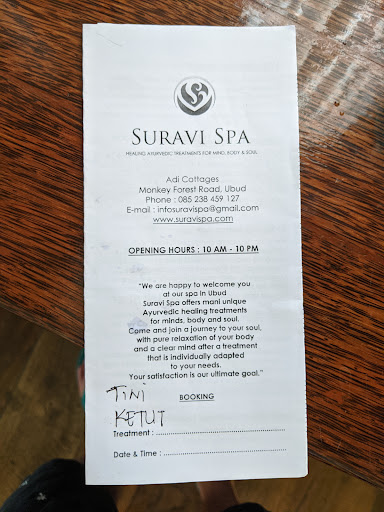 SURAVI SPA
HEALING AYURVEDIC TREATMENTS FOR MIND, BODY & SOUL
Adi Cottages
Monkey Forest Road, Ubud
Phone : 085 238 459 127
E-mail : infosuravispa@gmail.com
www.suravispa.com
OPENING HOURS : 10 AM - 10 PM
"We are happy to welcome you
at our spa in Ubud
Suravi Spa offers mani unique
Ayurvedic healing treatments
for minds, body and soul.
Come and join a journey to your soul,
with pure relaxation of your body
and a clear mind after a treatment
that is individually adapted
to your needs.
Your satisfaction is our ultimate goal."
TINI
BOOKING
KETUT
Treatment : ................................................
Date & Time : .............................................